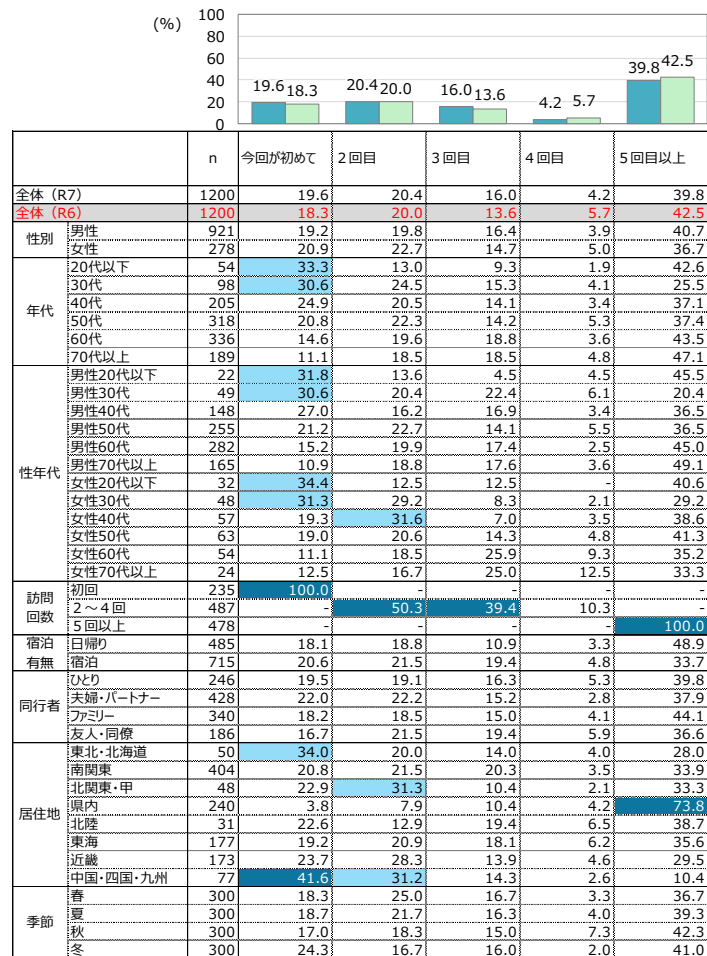 (%)
100
80
60
40
20
0
19.6 18.3 20.4 20.0 16.0 13.6 4.2 5.7 39.8 42.5
n 今回が初めて ２回目 ３回目 ４回目 ５回目以上
全体（R7） 1200 19.6 20.4 16.0 4.2 39.8
全体（R6） 1200 18.3 20.0 13.6 5.7 42.5
性別 男性 921 19.2 19.8 16.4 3.9 40.7
女性 278 20.9 22.7 14.7 5.0 36.7
年代 20代以下 54 33.3 13.0 9.3 1.9 42.6
30代 98 30.6 24.5 15.3 4.1 25.5
40代 205 24.9 20.5 14.1 3.4 37.1
50代 318 20.8 22.3 14.2 5.3 37.4
60代 336 14.6 19.6 18.8 3.6 43.5
70代以上 189 11.1 18.5 18.5 4.8 47.1
性年代 男性20代以下 22 31.8 13.6 4.5 4.5 45.5
男性30代 49 30.6 20.4 22.4 6.1 20.4
男性40代 148 27.0 16.2 16.9 3.4 36.5
男性50代 255 21.2 22.7 14.1 5.5 36.5
男性60代 282 15.2 19.9 17.4 2.5 45.0
男性70代以上 165 10.9 18.8 17.6 3.6 49.1
女性20代以下 32 34.4 12.5 12.5 - 40.6
女性30代 48 31.3 29.2 8.3 2.1 29.2
女性40代 57 19.3 31.6 7.0 3.5 38.6
女性50代 63 19.0 20.6 14.3 4.8 41.3
女性60代 54 11.1 18.5 25.9 9.3 35.2
女性70代以上 24 12.5 16.7 25.0 12.5 33.3
訪問回数 初回 235 100.0 - - - -
２～４回 487 - 50.3 39.4 10.3 -
５回以上 478 - - - - 100.0
宿泊有無 日帰り 485 18.1 18.8 10.9 3.3 48.9
宿泊 715 20.6 21.5 19.4 4.8 33.7
同行者 ひとり 246 19.5 19.1 16.3 5.3 39.8
夫婦・パートナー 428 22.0 22.2 15.2 2.8 37.9
ファミリー 340 18.2 18.5 15.0 4.1 44.1
友人・同僚 186 16.7 21.5 19.4 5.9 36.6
居住地 東北・北海道 50 34.0 20.0 14.0 4.0 28.0
南関東 404 20.8 21.5 20.3 3.5 33.9
北関東・甲 48 22.9 31.3 10.4 2.1 33.3
県内 240 3.8 7.9 10.4 4.2 73.8
北陸 31 22.6 12.9 19.4 6.5 38.7
東海 177 19.2 20.9 18.1 6.2 35.6
近畿 173 23.7 28.3 13.9 4.6 29.5
中国・四国・九州 77 41.6 31.2 14.3 2.6 10.4
季節 春 300 18.3 25.0 16.7 3.3 36.7
夏 300 18.7 21.7 16.3 4.0 39.3
秋 300 17.0 18.3 15.0 7.3 42.3
冬 300 24.3 16.7 16.0 2.0 41.0